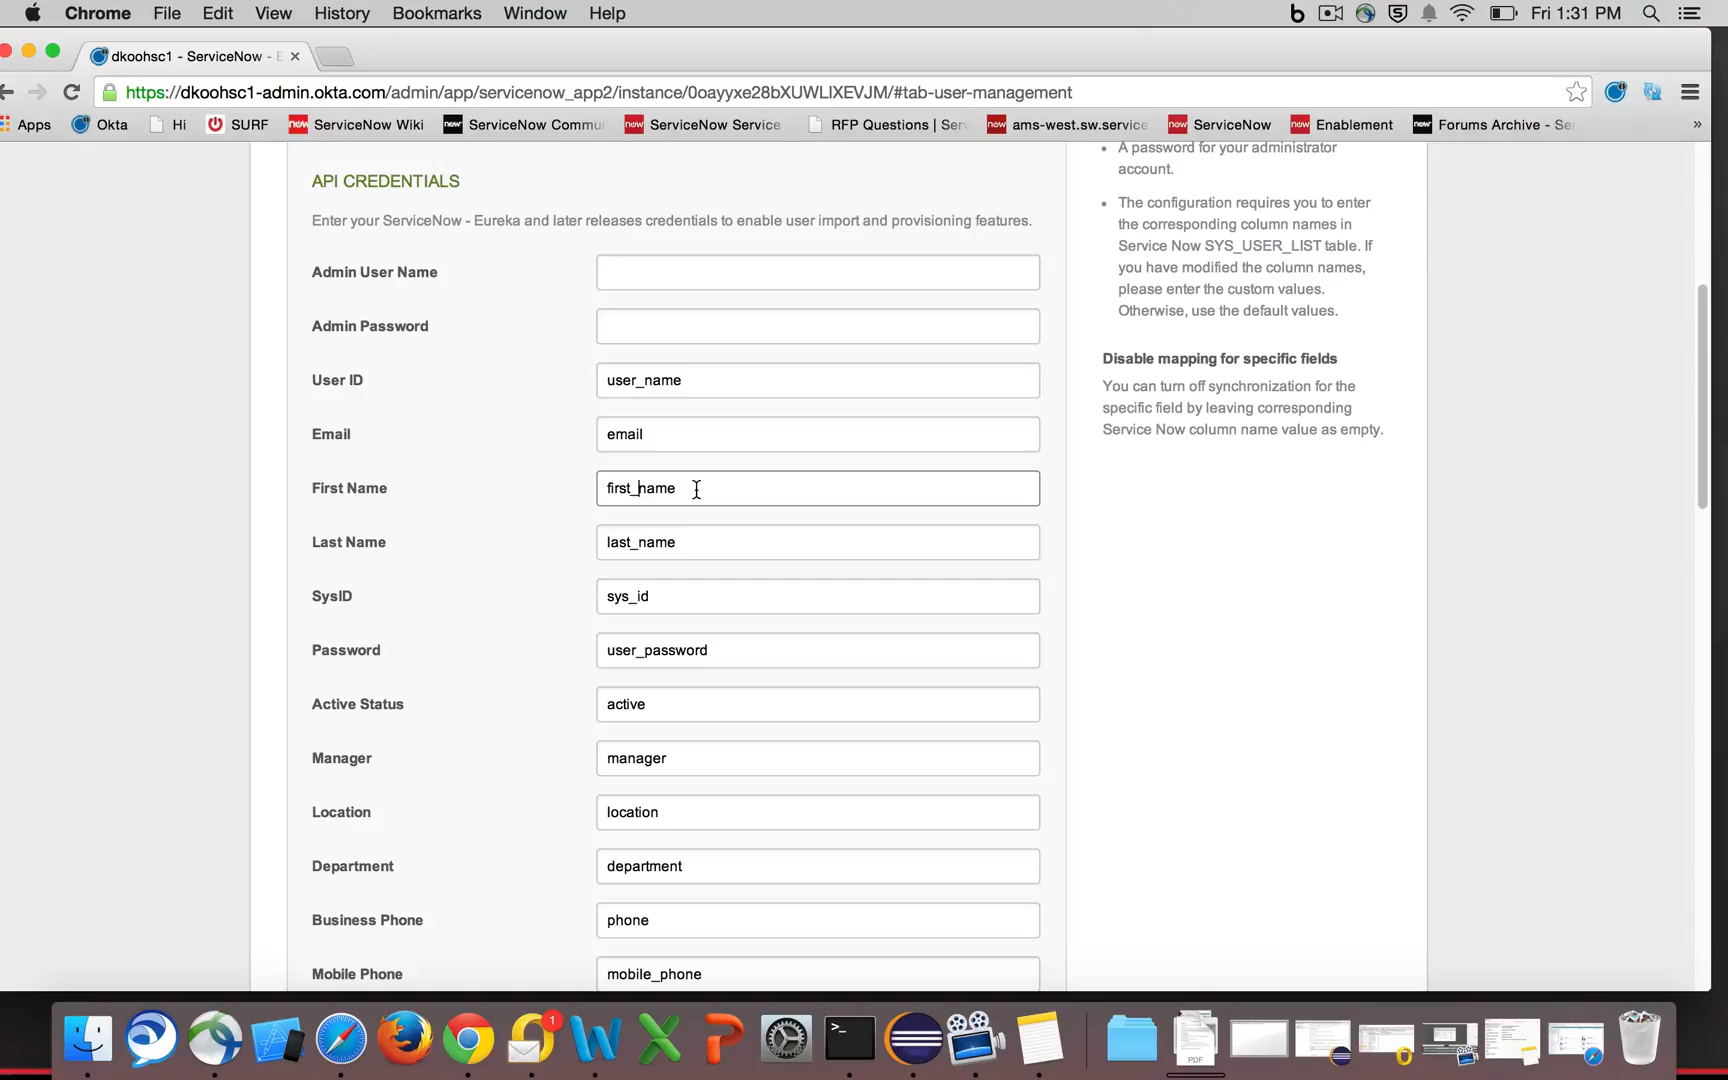 Chrome File Edit View History Bookmarks Window Help
Fri 1:31 PM
dkoohsc1 - ServiceNow - E
https://dkoohsc1-admin.okta.com/admin/app/servicenow_app2/instance/0oayyxe28bXUWLIXEVJM/#tab-user-management
Apps Okta Hi SURF ServiceNow Wiki ServiceNow Commur ServiceNow Service RFP Questions | Serv ams-west.sw.service ServiceNow Enablement Forums Archive - Se »
API CREDENTIALS
Enter your ServiceNow - Eureka and later releases credentials to enable user import and provisioning features.
Admin User Name
Admin Password
User ID user_name
Email email
First Name first_name
Last Name last_name
SysID sys_id
Password user_password
Active Status active
Manager manager
Location location
Department department
Business Phone phone
Mobile Phone mobile_phone
• A password for your administrator
account.
• The configuration requires you to enter
the corresponding column names in
Service Now SYS_USER_LIST table. If
you have modified the column names,
please enter the custom values.
Otherwise, use the default values.
Disable mapping for specific fields
You can turn off synchronization for the
specific field by leaving corresponding
Service Now column name value as empty.
1
PDF